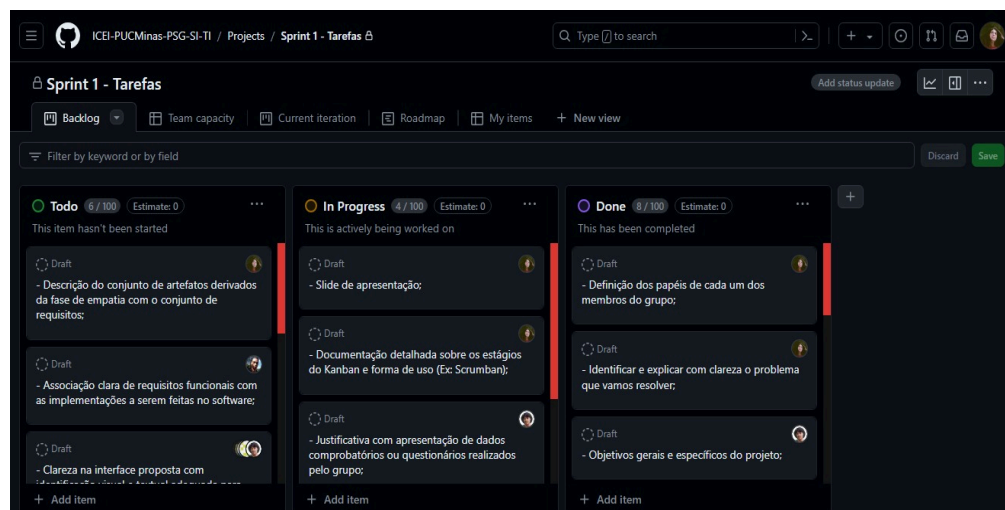 ICEI-PUCMinas-PSG-SI-TI / Projects / Sprint 1 - Tarefas
Type / to search
Sprint 1 - Tarefas
Add status update
Backlog
Team capacity
Current iteration
Roadmap
My items
+ New view
Filter by keyword or by field
Discard
Save
Todo 6 / 100 Estimate: 0
This item hasn't been started
Draft
- Descrição do conjunto de artefatos derivados
da fase de empatia com o conjunto de
requisitos;
Draft
- Associação clara de requisitos funcionais com
as implementações a serem feitas no software;
Draft
- Clareza na interface proposta com
identificação visual e textual adequada para
+ Add item
In Progress 4 / 100 Estimate: 0
This is actively being worked on
Draft
- Slide de apresentação;
Draft
- Documentação detalhada sobre os estágios
do Kanban e forma de uso (Ex: Scrumban);
Draft
- Justificativa com apresentação de dados
comprobatórios ou questionários realizados
pelo grupo;
+ Add item
Done 8 / 100 Estimate: 0
This has been completed
Draft
- Definição dos papéis de cada um dos
membros do grupo;
Draft
- Identificar e explicar com clareza o problema
que vamos resolver;
Draft
- Objetivos gerais e específicos do projeto;
+ Add item